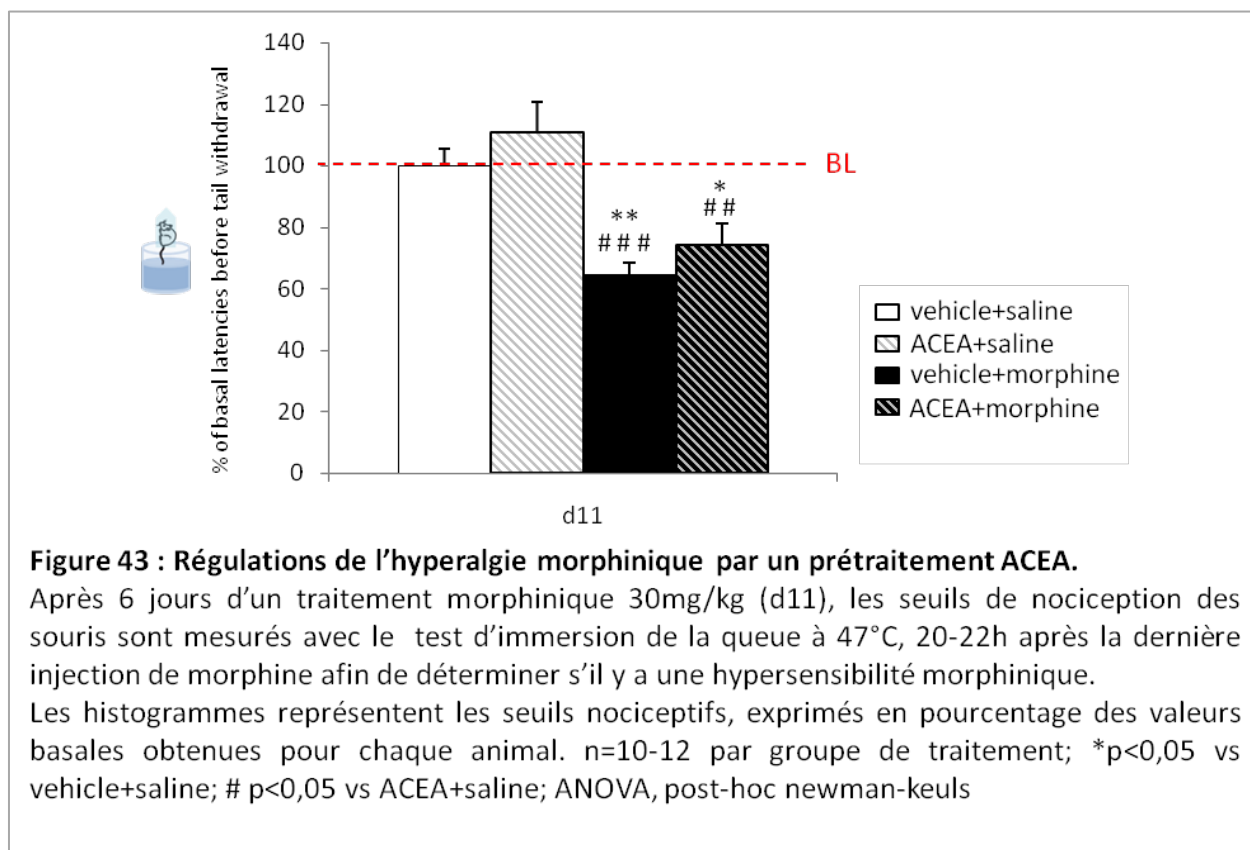 140
120
100
80
60
40
20
0
% of basal latencies before tail withdrawal
BL
**
# # #
*
# #
d11
vehicle+saline
ACEA+saline
vehicle+morphine
ACEA+morphine
Figure 43 : Régulations de l’hyperalgie morphinique par un prétraitement ACEA.
Après 6 jours d’un traitement morphinique 30mg/kg (d11), les seuils de nociception des
souris sont mesurés avec le test d’immersion de la queue à 47°C, 20-22h après la dernière
injection de morphine afin de déterminer s’il y a une hypersensibilité morphinique.
Les histogrammes représentent les seuils nociceptifs, exprimés en pourcentage des valeurs
basales obtenues pour chaque animal. n=10-12 par groupe de traitement; *p<0,05 vs
vehicle+saline; # p<0,05 vs ACEA+saline; ANOVA, post-hoc newman-keuls